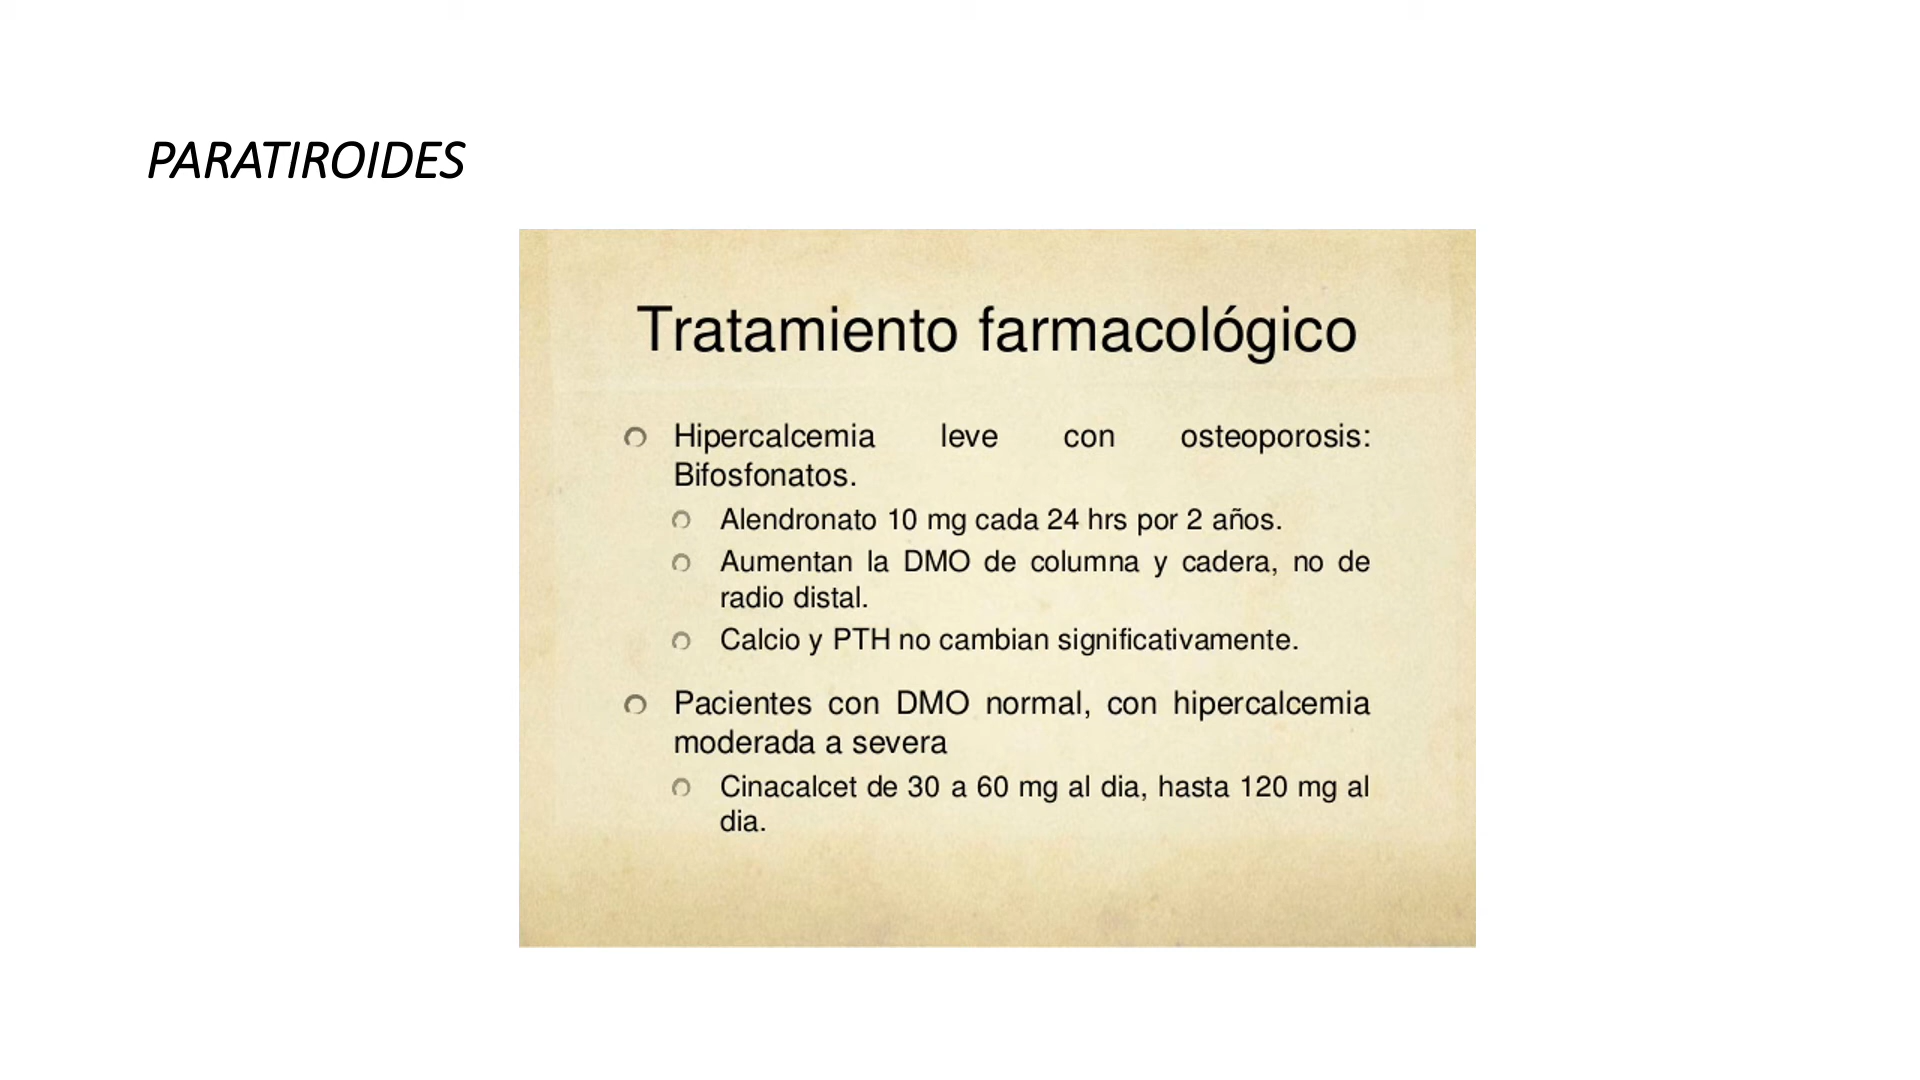 PARATIROIDES
Tratamiento farmacológico
Hipercalcemia leve con osteoporosis:
Bifosfonatos.
Alendronato 10 mg cada 24 hrs por 2 años.
Aumentan la DMO de columna y cadera, no de
radio distal.
Calcio y PTH no cambian significativamente.
Pacientes con DMO normal, con hipercalcemia
moderada a severa
Cinacalcet de 30 a 60 mg al dia, hasta 120 mg al
dia.